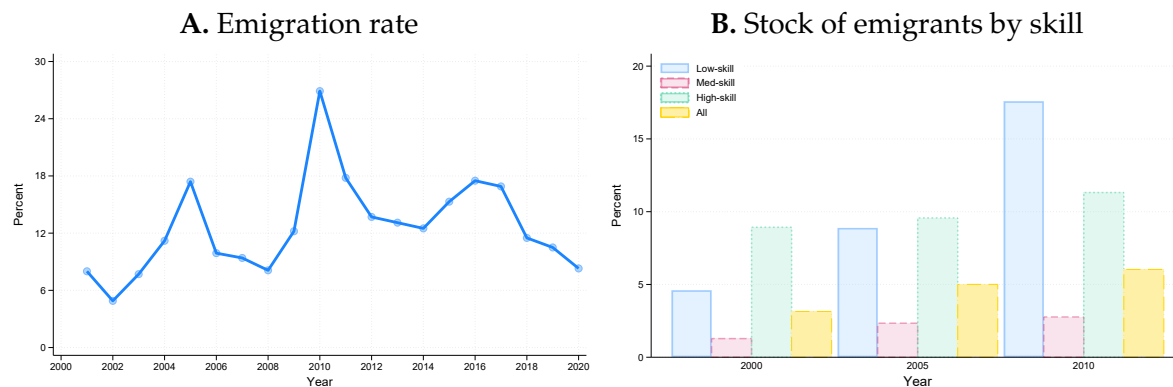 A. Emigration rate
30
24
18
12
6
0
Percent
2000 2002 2004 2006 2008 2010 2012 2014 2016 2018 2020
Year
B. Stock of emigrants by skill
Low-skill
Med-skill
High-skill
All
20
15
10
5
0
Percent
2000 2005 2010
Year